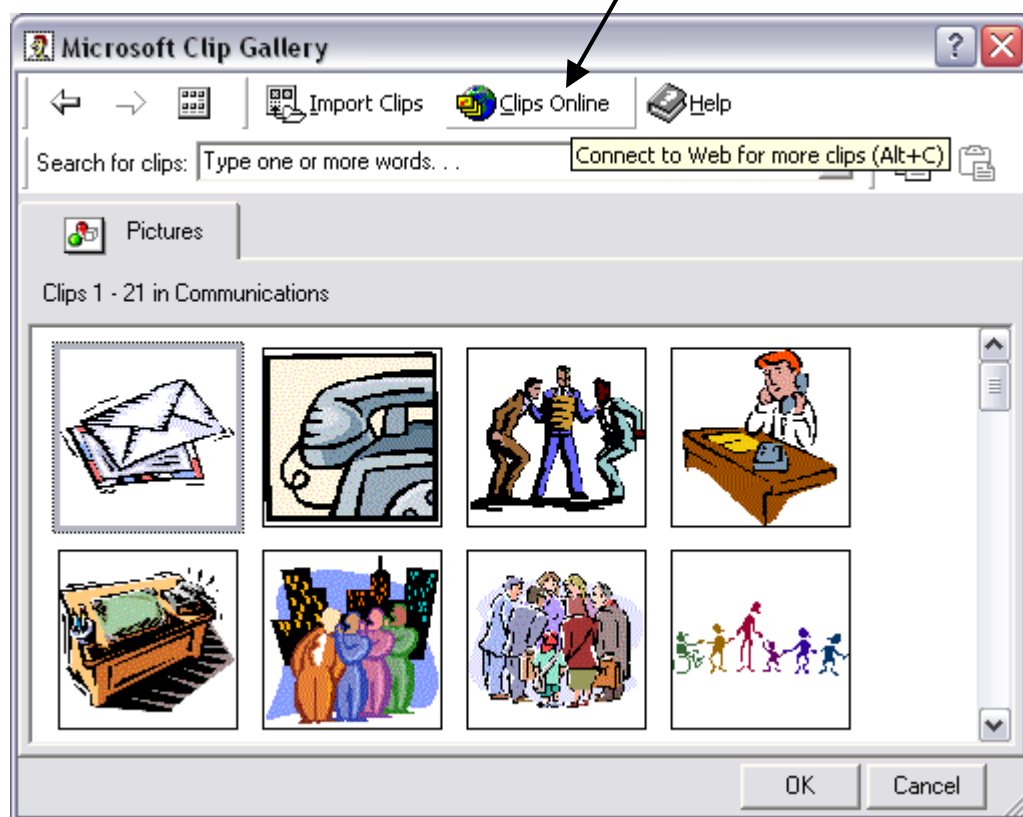 Microsoft Clip Gallery
Import Clips Clips Online Help
Search for clips: Type one or more words. . .
Connect to Web for more clips (Alt+C)
Pictures
Clips 1 - 21 in Communications
OK Cancel